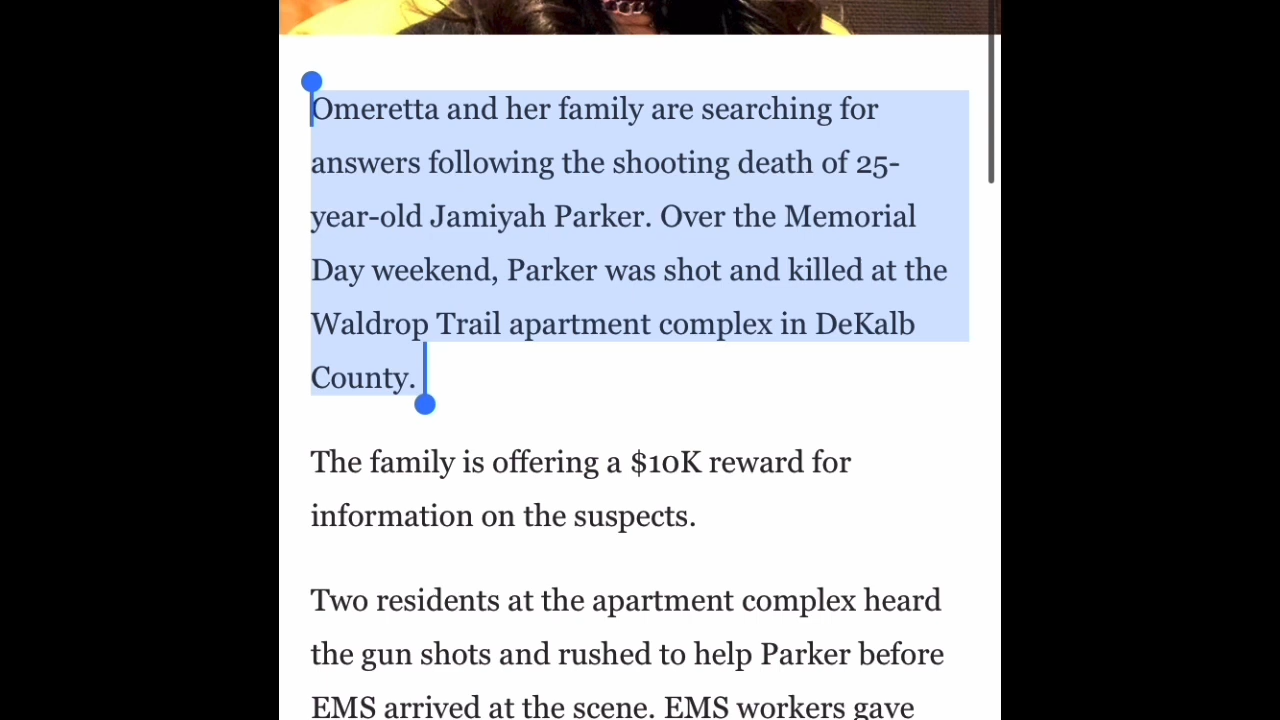 Omeretta and her family are searching for
answers following the shooting death of 25-
year-old Jamiyah Parker. Over the Memorial
Day weekend, Parker was shot and killed at the
Waldrop Trail apartment complex in DeKalb
County.
The family is offering a $10K reward for
information on the suspects.
Two residents at the apartment complex heard
the gun shots and rushed to help Parker before
EMS arrived at the scene. EMS workers gave